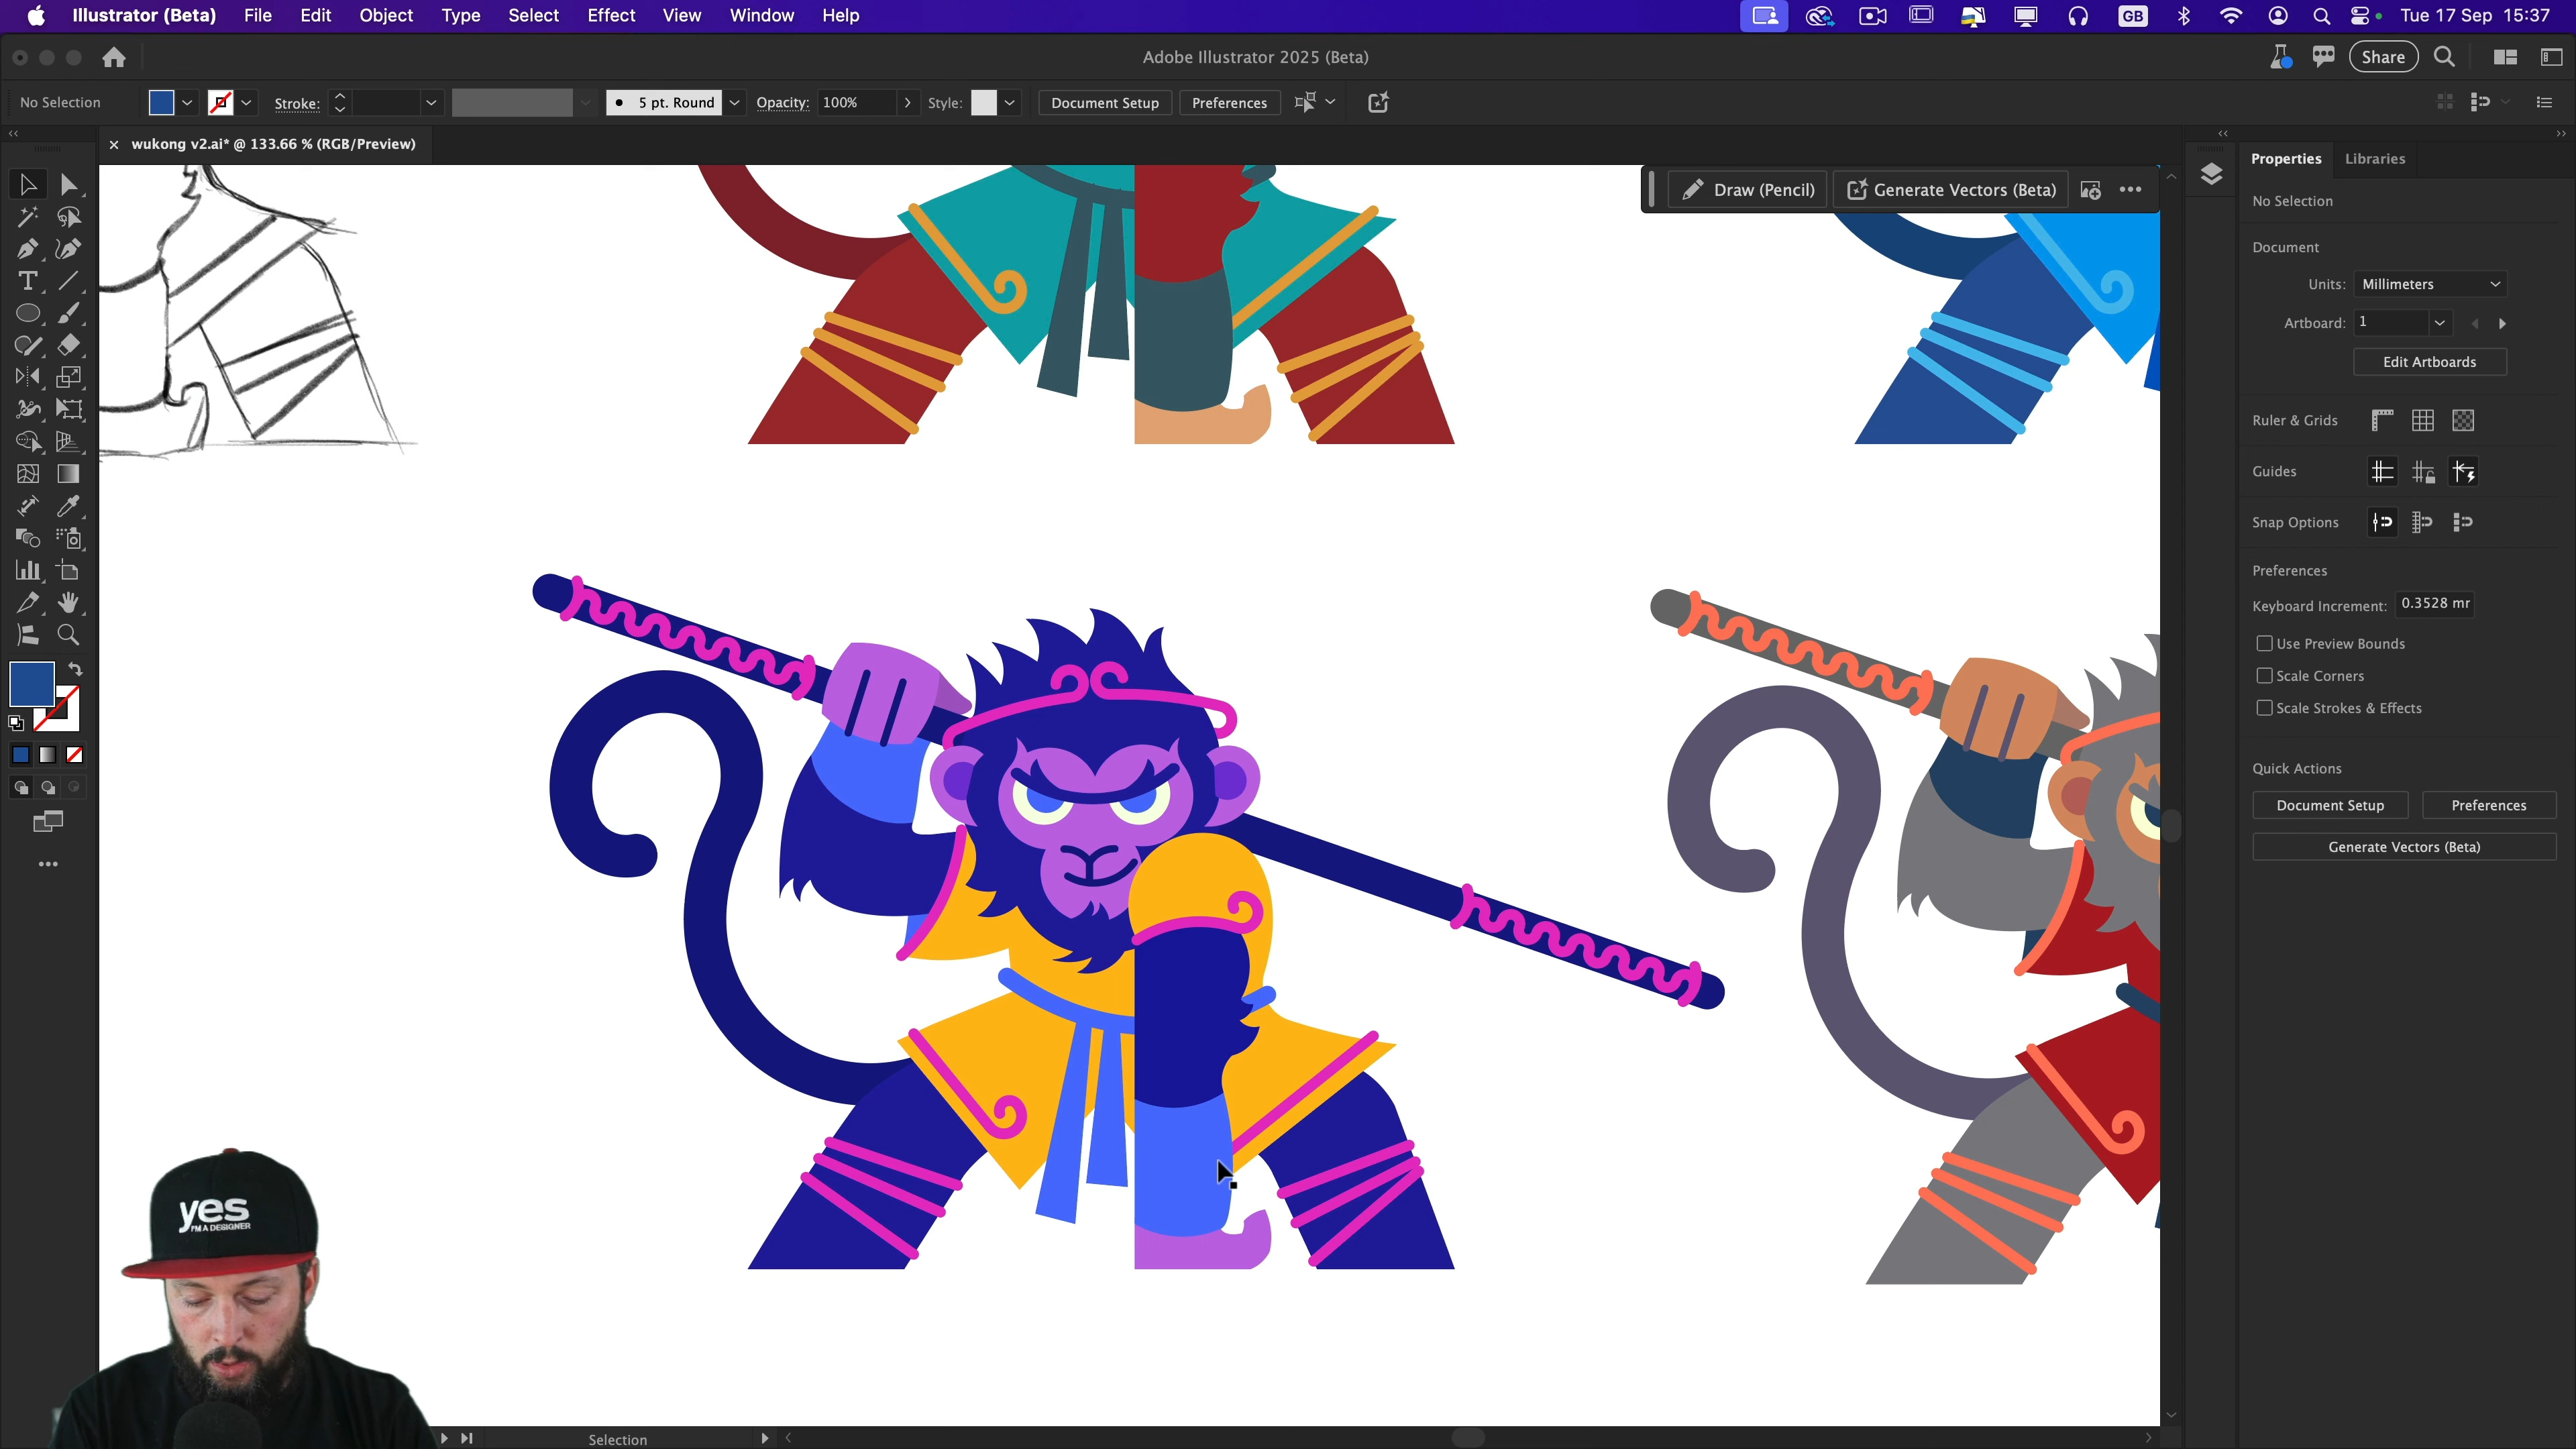 Illustrator (Beta) File Edit Object Type Select Effect View Window Help GB Tue 17 Sep 15:37
Adobe Illustrator 2025 (Beta) Share
No Selection Stroke: 5 pt. Round Opacity: 100% Style: Document Setup Preferences
wukong v2.ai* @ 133.66 % (RGB/Preview)
Draw (Pencil) Generate Vectors (Beta)
Properties Libraries
No Selection
Document
Units: Millimeters
Artboard: 1
Edit Artboards
Ruler & Grids
Guides
Snap Options
Preferences
Keyboard Increment: 0.3528 mr
Use Preview Bounds
Scale Corners
Scale Strokes & Effects
Quick Actions
Document Setup Preferences
Generate Vectors (Beta)
yes
I'M A DESIGNER
Selection